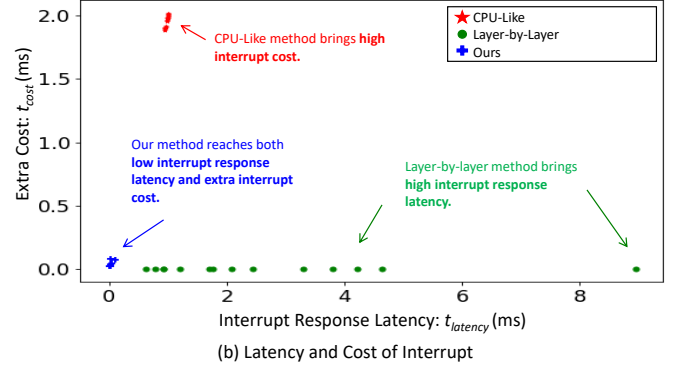 2.0
1.5
1.0
0.5
0.0
Extra Cost: t_cost (ms)
CPU-Like method brings high
interrupt cost.
CPU-Like
Layer-by-Layer
Ours
Our method reaches both
low interrupt response
latency and extra interrupt
cost.
Layer-by-layer method brings
high interrupt response
latency.
0 2 4 6 8
Interrupt Response Latency: t_latency (ms)
(b) Latency and Cost of Interrupt